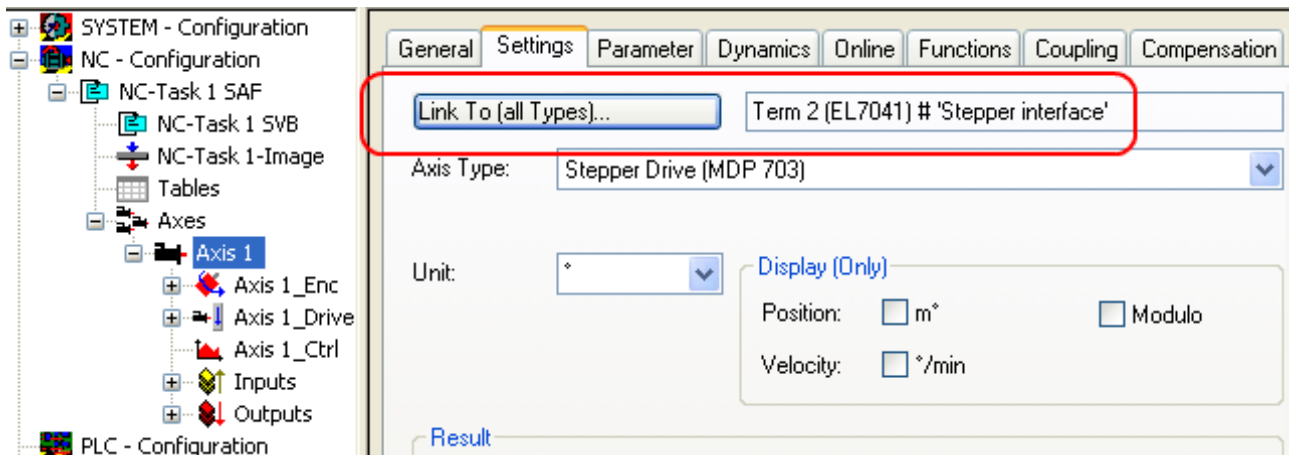 SYSTEM - Configuration
NC - Configuration
NC-Task 1 SAF
NC-Task 1 SVB
NC-Task 1-Image
Tables
Axes
Axis 1
Axis 1_Enc
Axis 1_Drive
Axis 1_Ctrl
Inputs
Outputs
PLC - Configuration
General Settings Parameter Dynamics Online Functions Coupling Compensation
Link To (all Types)... Term 2 (EL7041) # 'Stepper interface'
Axis Type: Stepper Drive (MDP 703)
Unit: °
Display (Only)
Position: m° Modulo
Velocity: °/min
Result